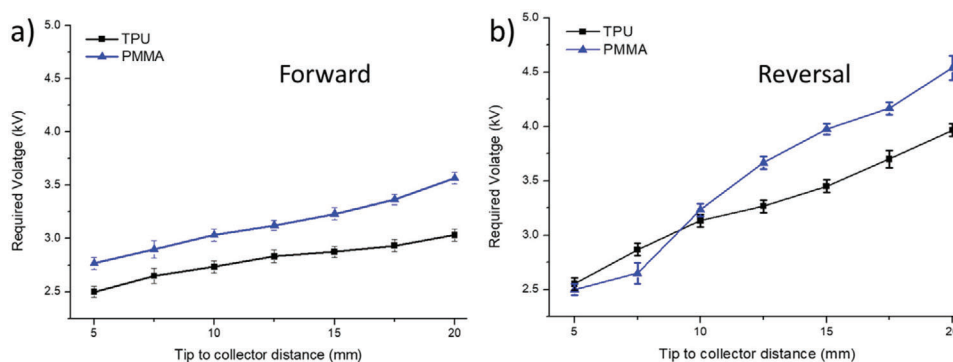 a)
TPU
PMMA
Forward
5.0
4.5
4.0
3.5
3.0
2.5
Required Volatge (kV)
5
10
15
20
Tip to collector distance (mm)
b)
TPU
PMMA
Reversal
5.0
4.5
4.0
3.5
3.0
2.5
Required Voltage (kV)
5
10
15
20
Tip to collector distance (mm)